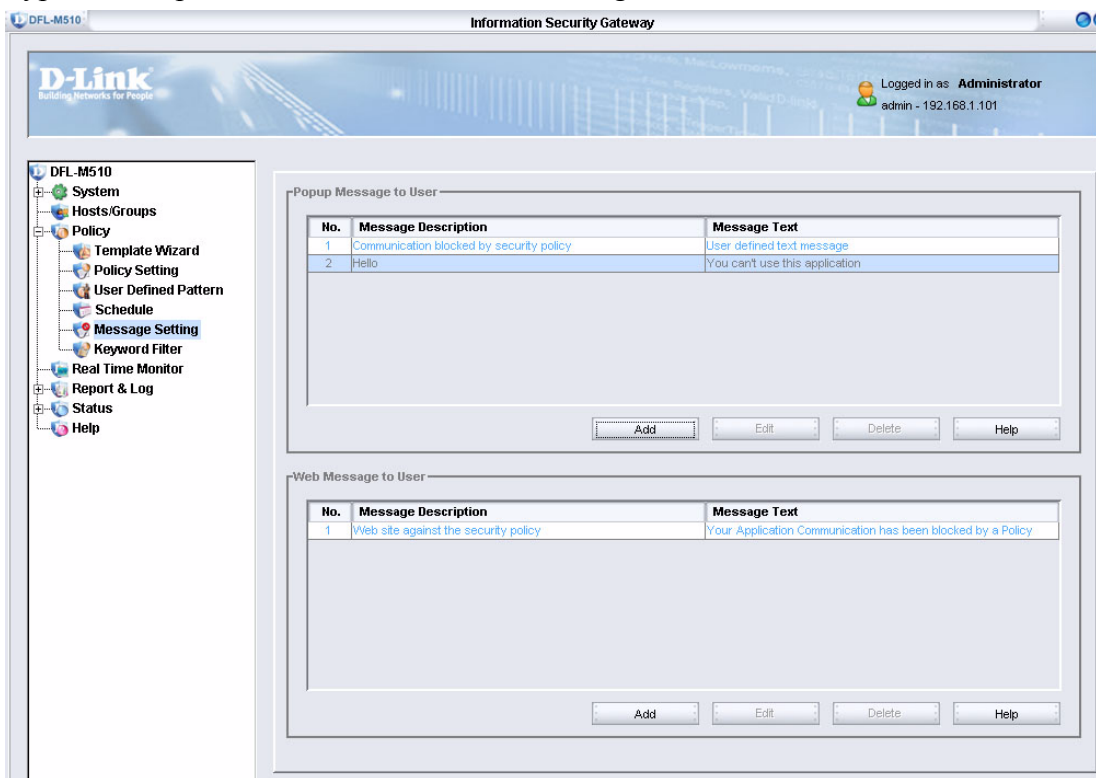 DFL-M510
Information Security Gateway
D-Link
Building Networks for People
Logged in as Administrator
admin - 192.168.1.101
DFL-M510
System
Hosts/Groups
Policy
Template Wizard
Policy Setting
User Defined Pattern
Schedule
Message Setting
Keyword Filter
Real Time Monitor
Report & Log
Status
Help
Popup Message to User
No. Message Description Message Text
1 Communication blocked by security policy User defined text message
2 Hello You can't use this application
Add Edit Delete Help
Web Message to User
No. Message Description Message Text
1 Web site against the security policy Your Application Communication has been blocked by a Policy
Add Edit Delete Help